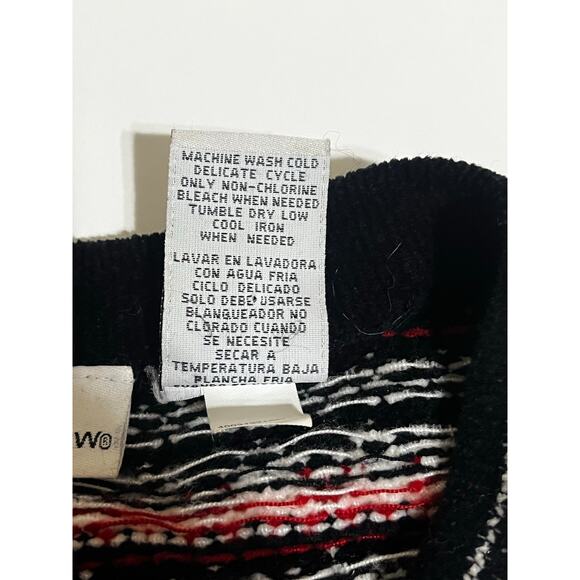 MACHINE WASH COLD
DELICATE CYCLE
ONLY NON-CHLORINE
BLEACH WHEN NEEDED
TUMBLE DRY LOW
COOL IRON
WHEN NEEDED
LAVAR EN LAVADORA
CON AGUA FRIA
CICLO DELICADO
SOLO DEBE USARSE
BLANQUEADOR NO
CLORADO CUANDO
SE NECESITE
SECAR A
TEMPERATURA BAJA
PLANCHA FRIA
W®